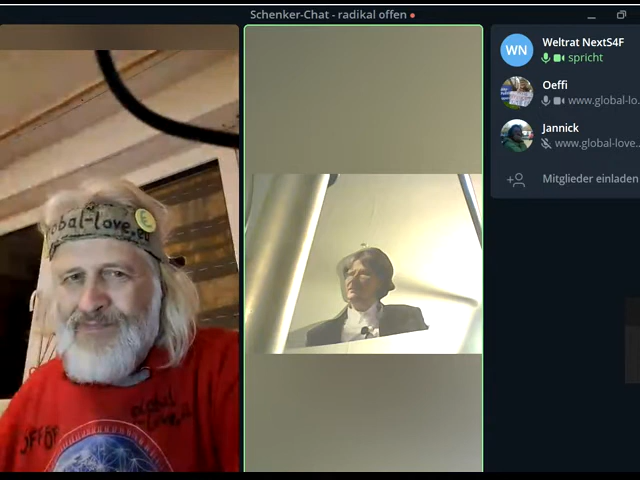 Schenker-Chat - radikal offen
WN
Weltrat NextS4F
spricht
Oeffi
www.global-lo...
Jannick
www.global-love...
Mitglieder einladen
global-love.eu
global